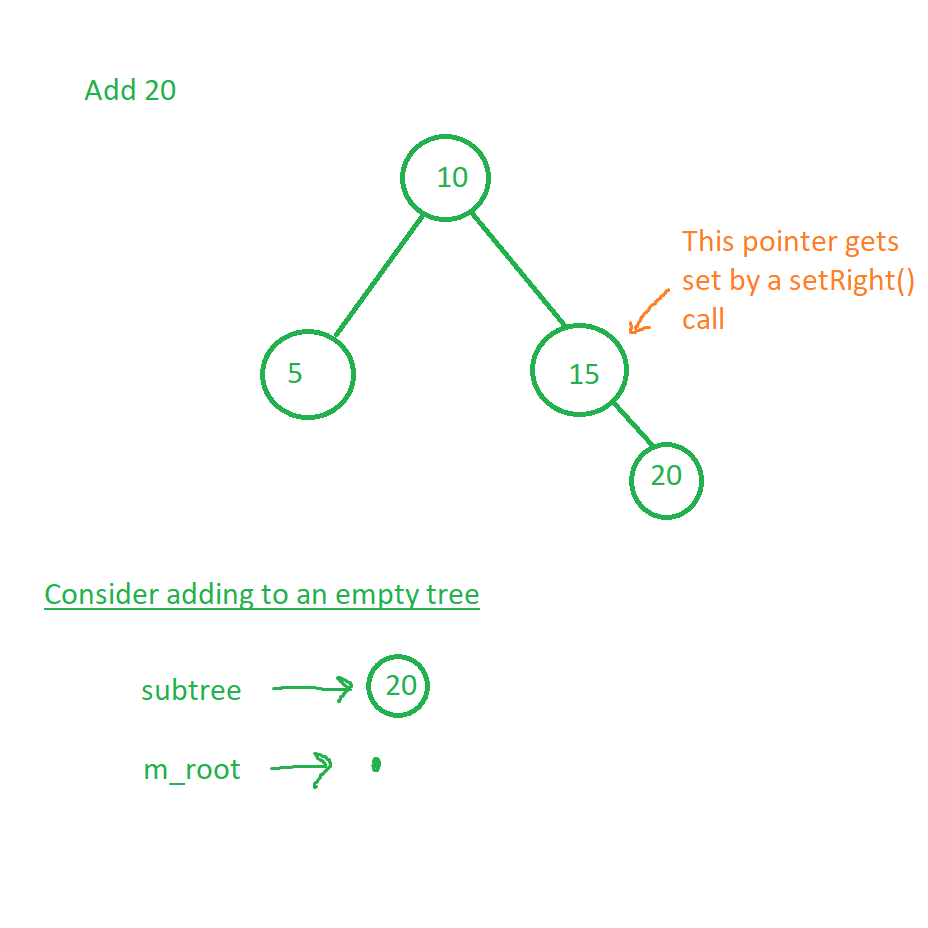 Add 20
10
This pointer gets
set by a setRight()
call
5
15
20
Consider adding to an empty tree
subtree
20
m_root